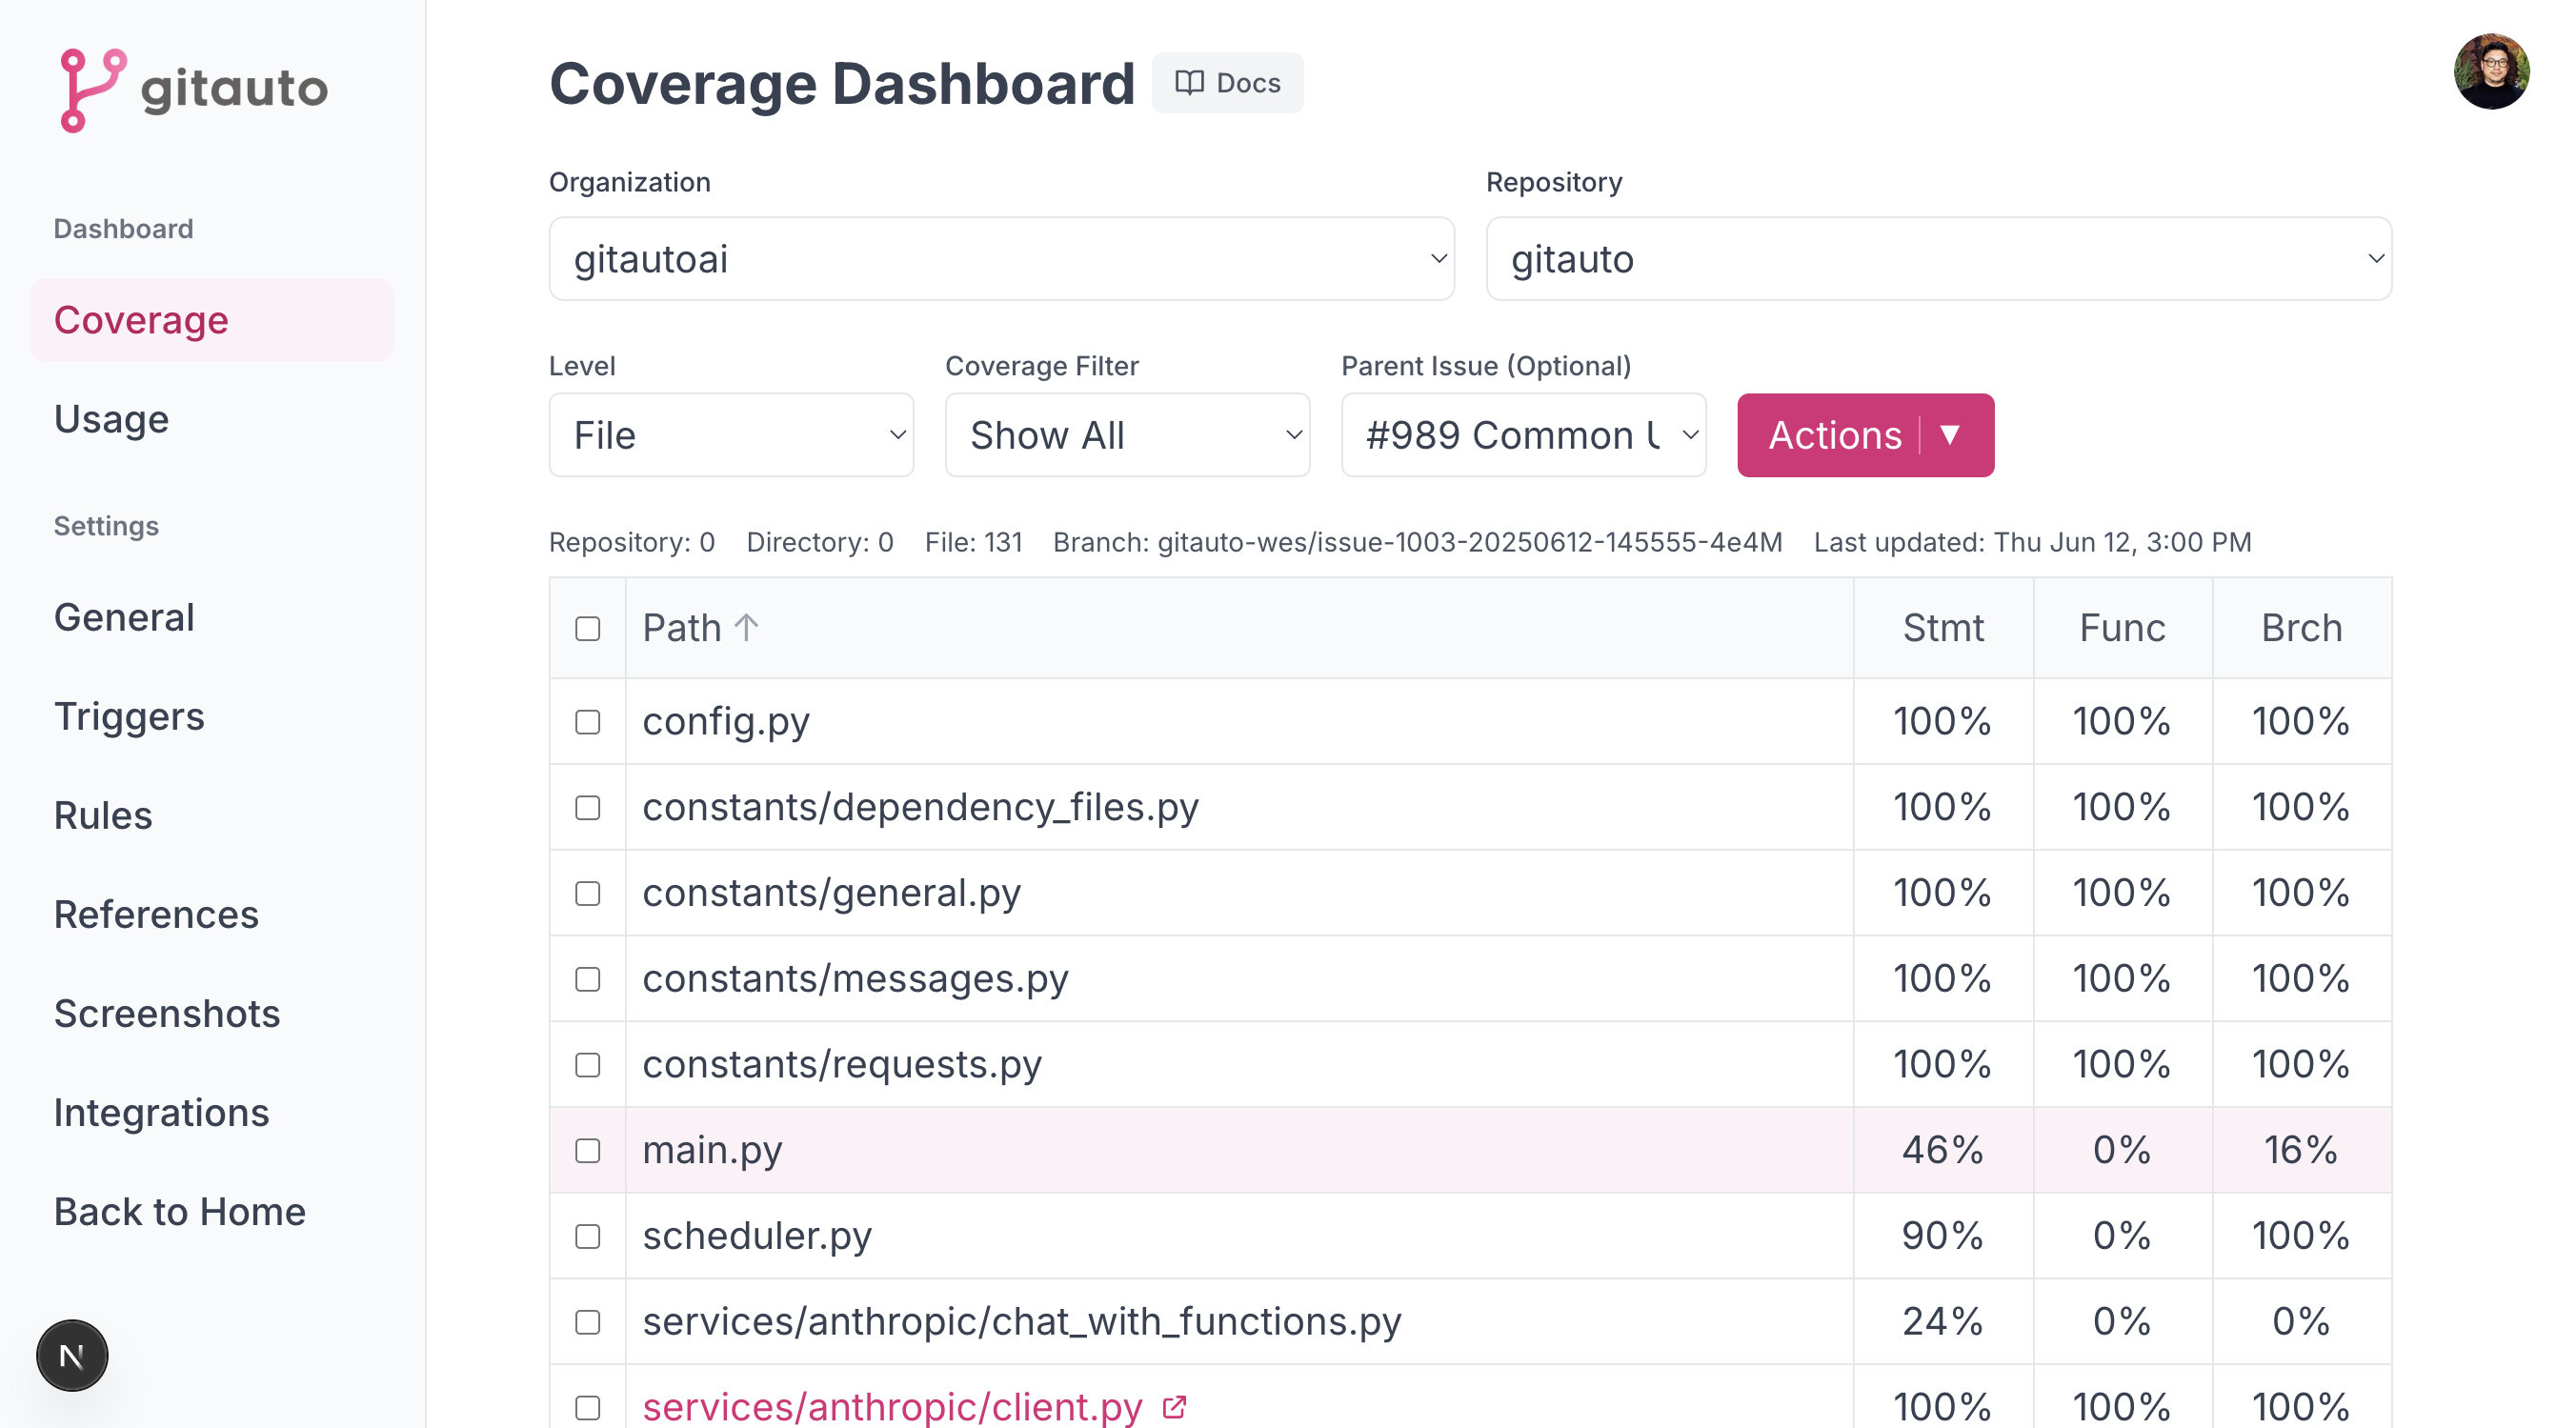 gitauto
Dashboard
Coverage
Usage
Settings
General
Triggers
Rules
References
Screenshots
Integrations
Back to Home
N
Coverage Dashboard Docs
Organization Repository
gitautoai gitauto
Level Coverage Filter Parent Issue (Optional)
File Show All #989 Common Actions ▼
Repository: 0 Directory: 0 File: 131 Branch: gitauto-wes/issue-1003-20250612-145555-4e4M Last updated: Thu Jun 12, 3:00 PM
Path ↑ Stmt Func Brch
config.py 100% 100% 100%
constants/dependency_files.py 100% 100% 100%
constants/general.py 100% 100% 100%
constants/messages.py 100% 100% 100%
constants/requests.py 100% 100% 100%
main.py 46% 0% 16%
scheduler.py 90% 0% 100%
services/anthropic/chat_with_functions.py 24% 0% 0%
services/anthropic/client.py 100% 100% 100%